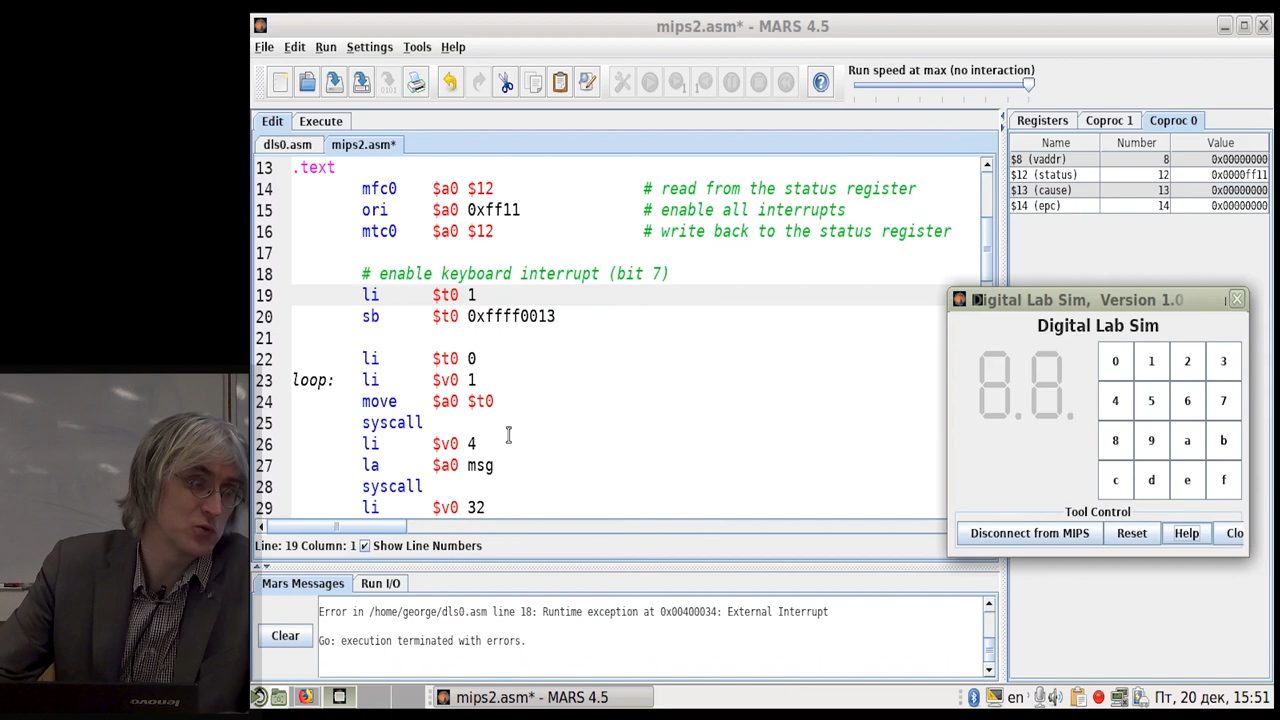 mips2.asm* - MARS 4.5
File Edit Run Settings Tools Help
Run speed at max (no interaction)
Edit Execute
dls0.asm mips2.asm*
13 .text
14 mfc0 $a0 $12 # read from the status register
15 ori $a0 0xff11 # enable all interrupts
16 mtc0 $a0 $12 # write back to the status register
17
18 # enable keyboard interrupt (bit 7)
19 li $t0 1
20 sb $t0 0xffff0013
21
22 li $t0 0
23 loop: li $v0 1
24 move $a0 $t0
25 syscall
26 li $v0 4
27 la $a0 msg
28 syscall
29 li $v0 32
Line: 19 Column: 1 Show Line Numbers
Mars Messages Run I/O
Error in /home/george/dls0.asm line 18: Runtime exception at 0x00400034: External Interrupt
Go: execution terminated with errors.
Clear
Registers Coproc 1 Coproc 0
Name Number Value
$8 (vaddr) 8 0x00000000
$12 (status) 12 0x0000ff11
$13 (cause) 13 0x00000000
$14 (epc) 14 0x00000000
Digital Lab Sim, Version 1.0
Digital Lab Sim
8.8.
0 1 2 3
4 5 6 7
8 9 a b
c d e f
Tool Control
Disconnect from MIPS Reset Help Clo
mips2.asm* - MARS 4.5
en
Пт, 20 дек, 15:51
lenovo